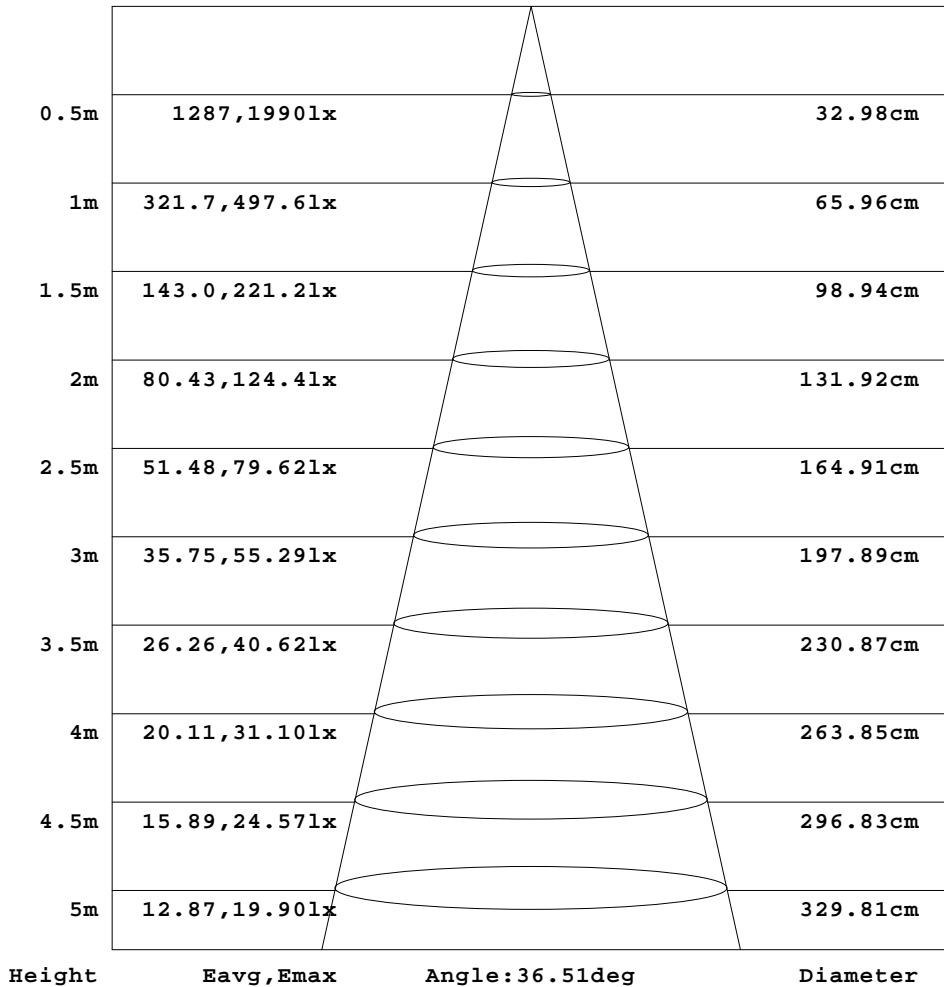 0.5m 1287,1990lx 32.98cm
1m 321.7,497.6lx 65.96cm
1.5m 143.0,221.2lx 98.94cm
2m 80.43,124.4lx 131.92cm
2.5m 51.48,79.62lx 164.91cm
3m 35.75,55.29lx 197.89cm
3.5m 26.26,40.62lx 230.87cm
4m 20.11,31.10lx 263.85cm
4.5m 15.89,24.57lx 296.83cm
5m 12.87,19.90lx 329.81cm
Height Eavg,Emax Angle:36.51deg Diameter